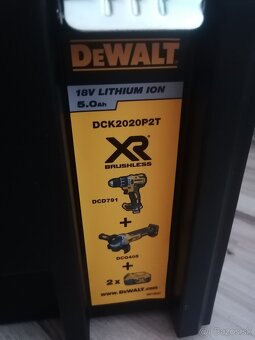 DEWALT
18V LITHIUM ION
5.0Ah
DCK2020P2T
XR
BRUSHLESS
DCD791
+
DCG405
+
2 x
www.DEWALT.com